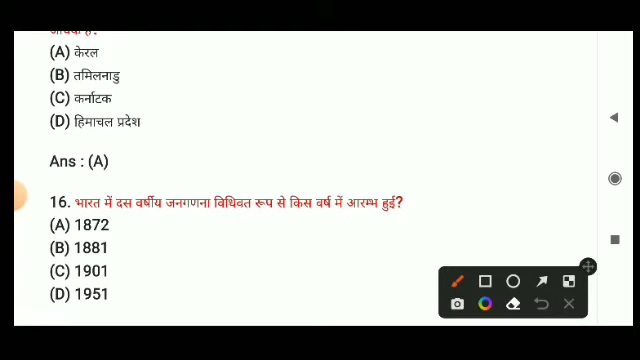 (A) केरल
(B) तमिलनाडु
(C) कर्नाटक
(D) हिमाचल प्रदेश
Ans : (A)
16. भारत में दस वर्षीय जनगणना विधिवत रूप से किस वर्ष में आरम्भ हुई?
(A) 1872
(B) 1881
(C) 1901
(D) 1951